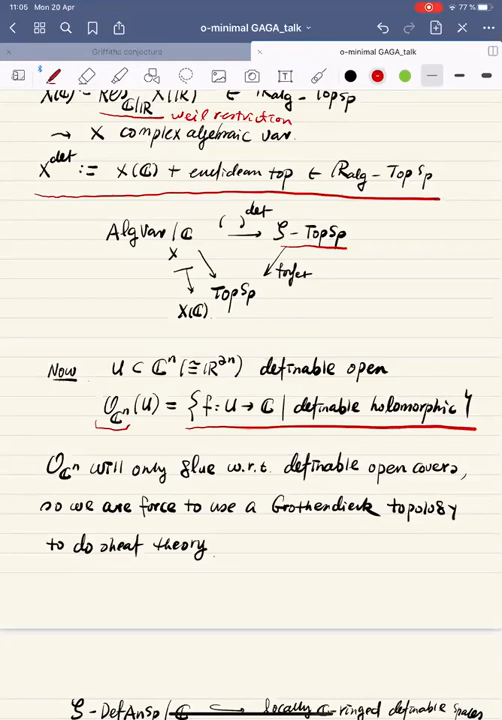 11:05 Mon 20 Apr
77 %
o-minimal GAGA_talk
Griffiths conjecture
o-minimal GAGA_talk
X(ℂ) = Res_{ℂ/ℝ} X(ℝ) ∈ ℝalg - TopSp
weil restriction
→ X complex algebraic var.
X^def := X(ℂ) + euclidean top ∈ ℝalg - TopSp
AlgVar/ℂ ( )^def → ζ - TopSp
X
forget
TopSp
X(ℂ)
Now U ⊂ ℂ^n (≅ ℝ^2n) definable open
O_ℂ^n (U) = { f: U → ℂ | definable holomorphic }
O_ℂ^n will only glue w.r.t. definable open covers,
so we are force to use a Grothendieck topology
to do sheaf theory.
ζ - DefAnSp/ℂ ↪ locally ℂ-ringed definable spaces